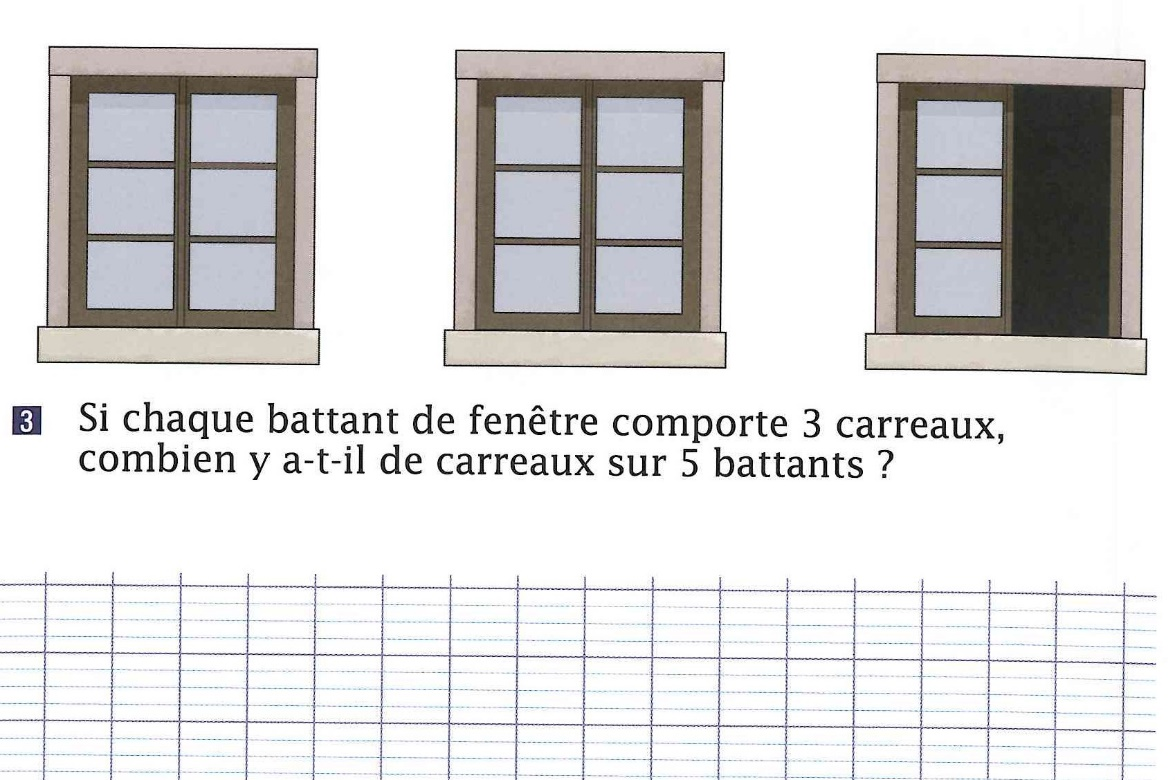 3 Si chaque battant de fenêtre comporte 3 carreaux,
combien y a-t-il de carreaux sur 5 battants ?